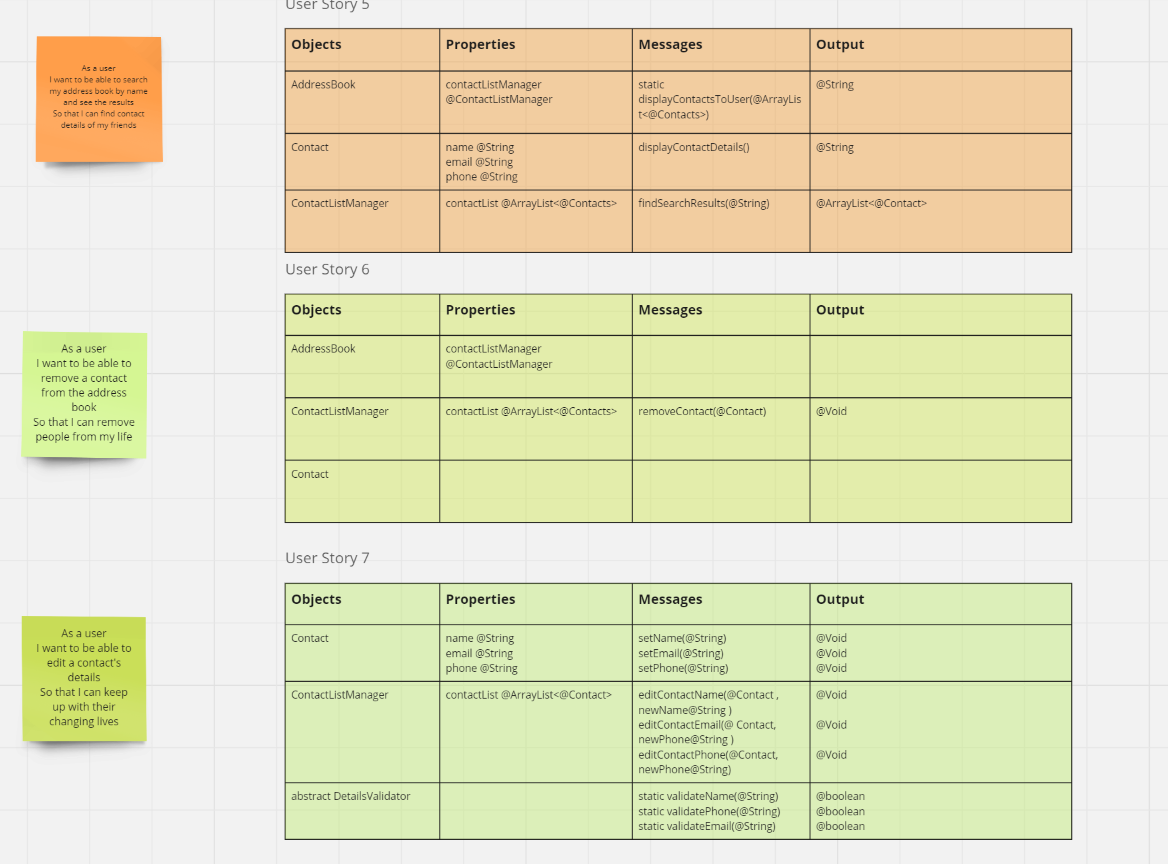 User Story 5
As a user
I want to be able to search
my address book by name
and see the results
So that I can find contact
details of my friends
Objects Properties Messages Output
AddressBook contactListManager static @String
@ContactListManager displayContactsToUser(@ArrayLis
t<@Contacts>)
Contact name @String displayContactDetails() @String
email @String
phone @String
ContactListManager contactList @ArrayList<@Contacts> findSearchResults(@String) @ArrayList<@Contact>
User Story 6
As a user
I want to be able to
remove a contact
from the address
book
So that I can remove
people from my life
Objects Properties Messages Output
AddressBook contactListManager
@ContactListManager
ContactListManager contactList @ArrayList<@Contacts> removeContact(@Contact) @Void
Contact
User Story 7
As a user
I want to be able to
edit a contact's
details
So that I can keep
up with their
changing lives
Objects Properties Messages Output
Contact name @String setName(@String) @Void
email @String setEmail(@String) @Void
phone @String setPhone(@String) @Void
ContactListManager contactList @ArrayList<@Contact> editContactName(@Contact , @Void
newName@String )
editContactEmail(@ Contact, @Void
newPhone@String )
editContactPhone(@Contact, @Void
newPhone@String)
abstract DetailsValidator static validateName(@String) @boolean
static validatePhone(@String) @boolean
static validateEmail(@String) @boolean